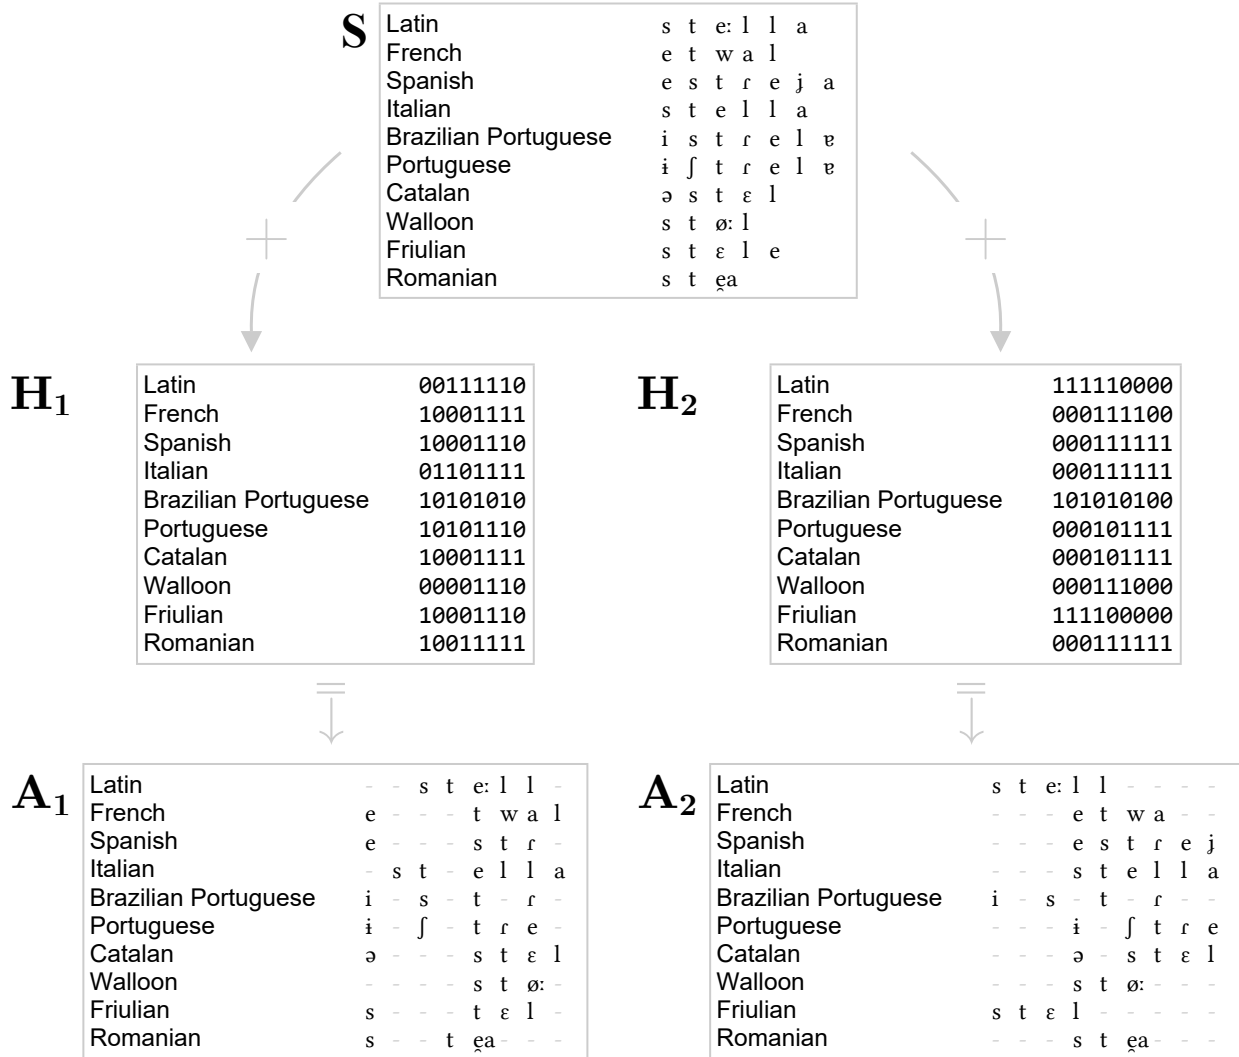 S
Latin s t eː l l a
French e t w a l
Spanish e s t ɾ e ʝ a
Italian s t e l l a
Brazilian Portuguese i s t ɾ e l ɐ
Portuguese ɨ ʃ t ɾ e l ɐ
Catalan ə s t ɛ l
Walloon s t øː l
Friulian s t ɛ l e
Romanian s t e̯a
+ +
H₁
Latin 00111110
French 10001111
Spanish 10001110
Italian 01101111
Brazilian Portuguese 10101010
Portuguese 10101110
Catalan 10001111
Walloon 00001110
Friulian 10001110
Romanian 10011111
H₂
Latin 111110000
French 000111100
Spanish 000111111
Italian 000111111
Brazilian Portuguese 101010100
Portuguese 000101111
Catalan 000101111
Walloon 000111000
Friulian 111100000
Romanian 000111111
= =
A₁
Latin - - s t eː l l -
French e - - - t w a l
Spanish e - - - s t ɾ -
Italian - s t - e l l a
Brazilian Portuguese i - s - t - ɾ -
Portuguese ɨ - ʃ - t ɾ e -
Catalan ə - - - s t ɛ l
Walloon - - - - s t øː -
Friulian s - - - t ɛ l -
Romanian s - - t e̯a - - -
A₂
Latin s t eː l l - - - -
French - - - e t w a - -
Spanish - - - e s t ɾ e ʝ
Italian - - - s t e l l a
Brazilian Portuguese i - s - t - ɾ - -
Portuguese - - - ɨ - ʃ t ɾ e
Catalan - - - ə - s t ɛ l
Walloon - - - s t øː - - -
Friulian s t ɛ l - - - - -
Romanian - - - s t e̯a - - -